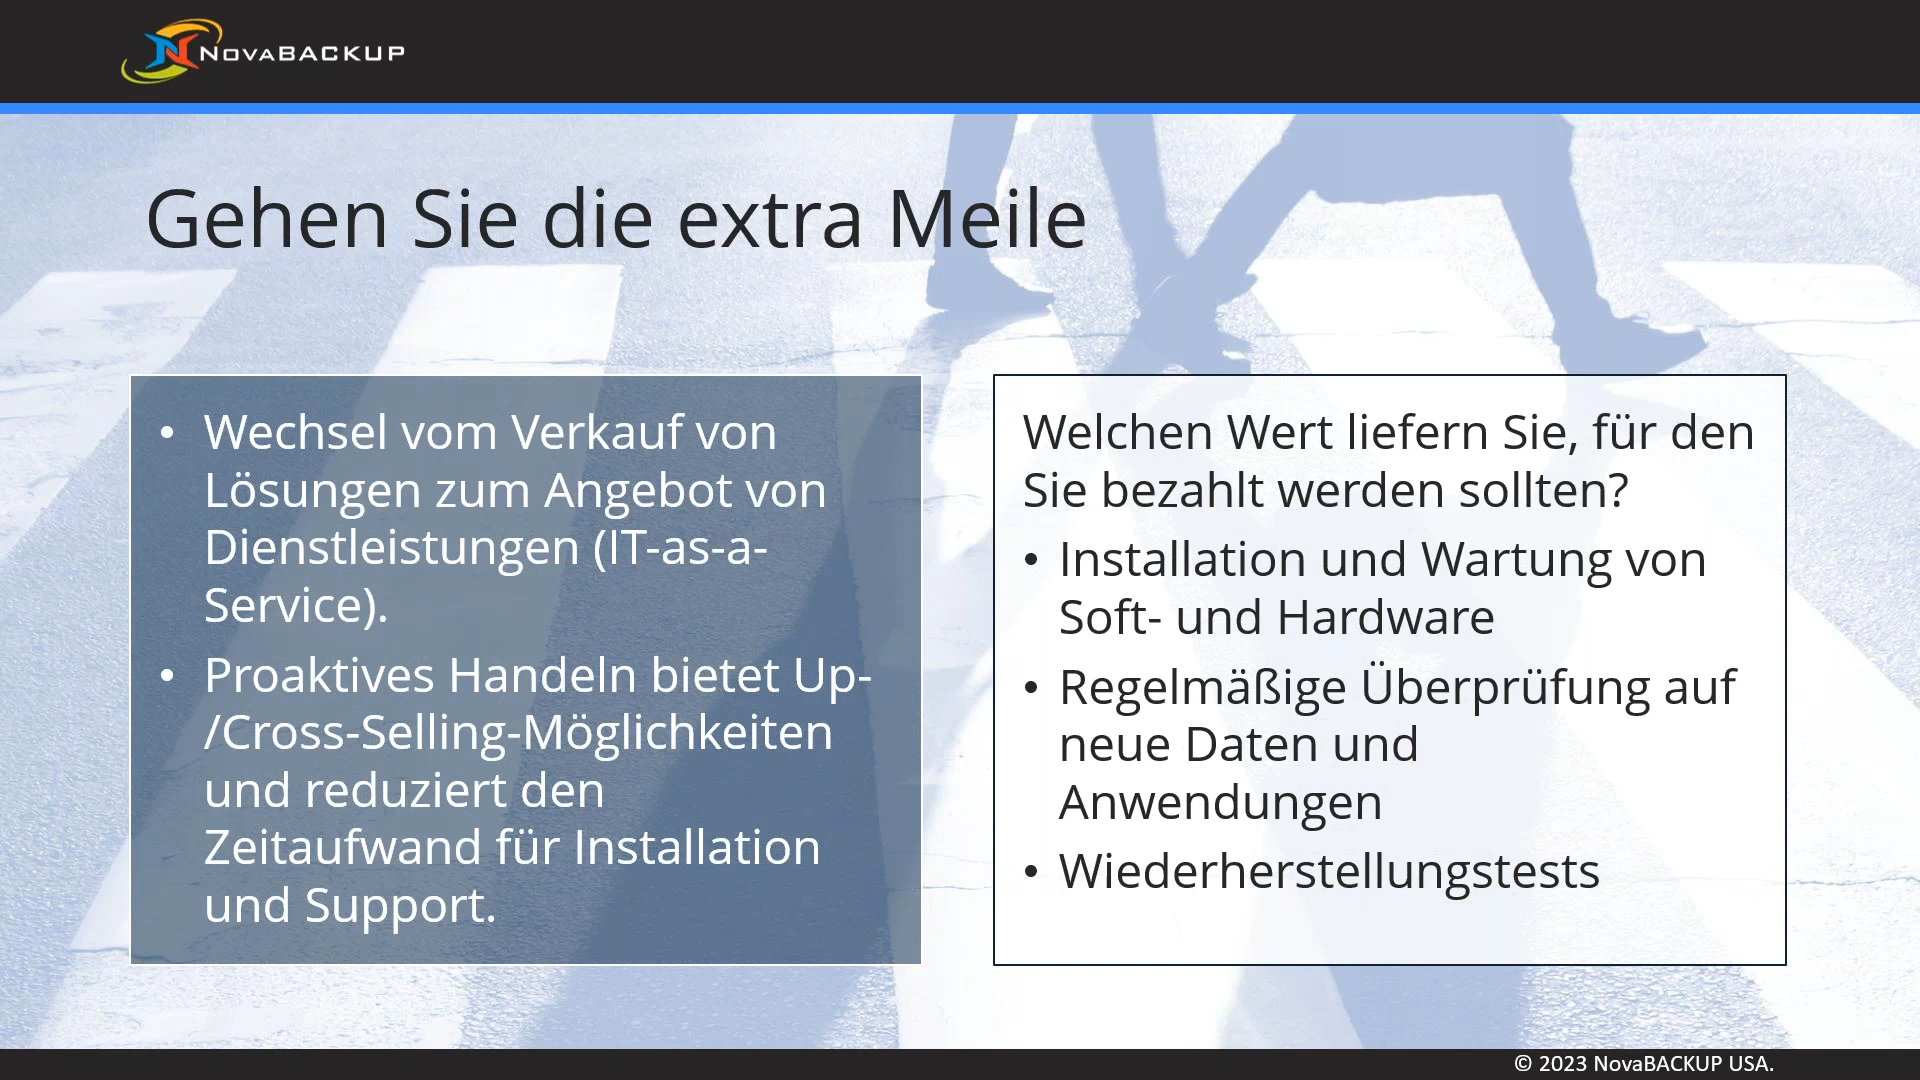 NovaBACKUP
Gehen Sie die extra Meile
• Wechsel vom Verkauf von
Lösungen zum Angebot von
Dienstleistungen (IT-as-a-
Service).
• Proaktives Handeln bietet Up-
/Cross-Selling-Möglichkeiten
und reduziert den
Zeitaufwand für Installation
und Support.
Welchen Wert liefern Sie, für den
Sie bezahlt werden sollten?
• Installation und Wartung von
Soft- und Hardware
• Regelmäßige Überprüfung auf
neue Daten und
Anwendungen
• Wiederherstellungstests
© 2023 NovaBACKUP USA.